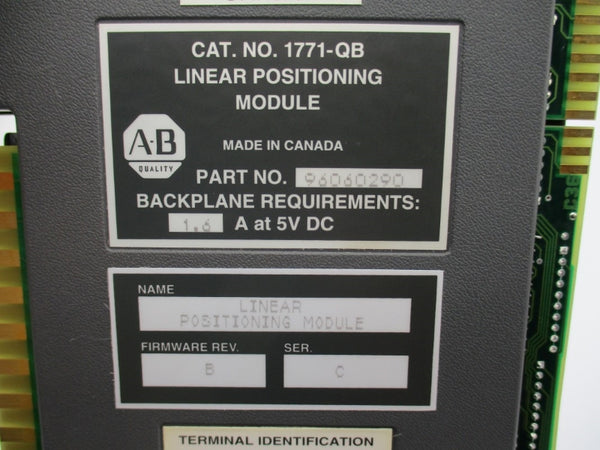 CAT. NO. 1771-QB
LINEAR POSITIONING
MODULE
A-B
QUALITY
MADE IN CANADA
PART NO. 96060290
BACKPLANE REQUIREMENTS:
1.6 A at 5V DC
NAME
LINEAR
POSITIONING MODULE
FIRMWARE REV. SER.
B C
TERMINAL IDENTIFICATION